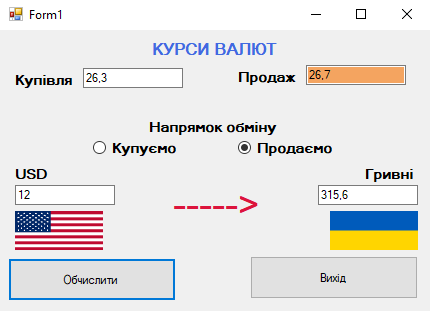 Form1
КУРСИ ВАЛЮТ
Купівля 26,3 Продаж 26,7
Напрямок обміну
Купуємо Продаємо
USD Гривні
12 -----> 315,6
Обчислити Вихід